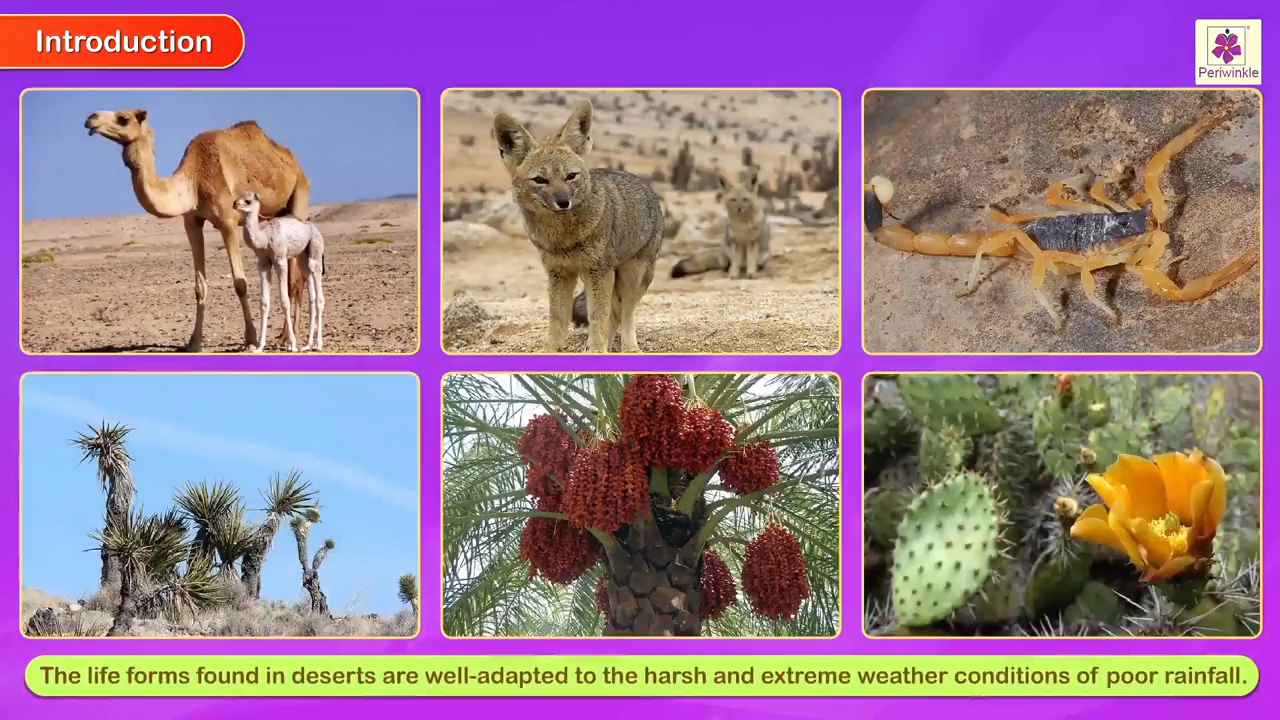 Introduction
Periwinkle
The life forms found in deserts are well-adapted to the harsh and extreme weather conditions of poor rainfall.